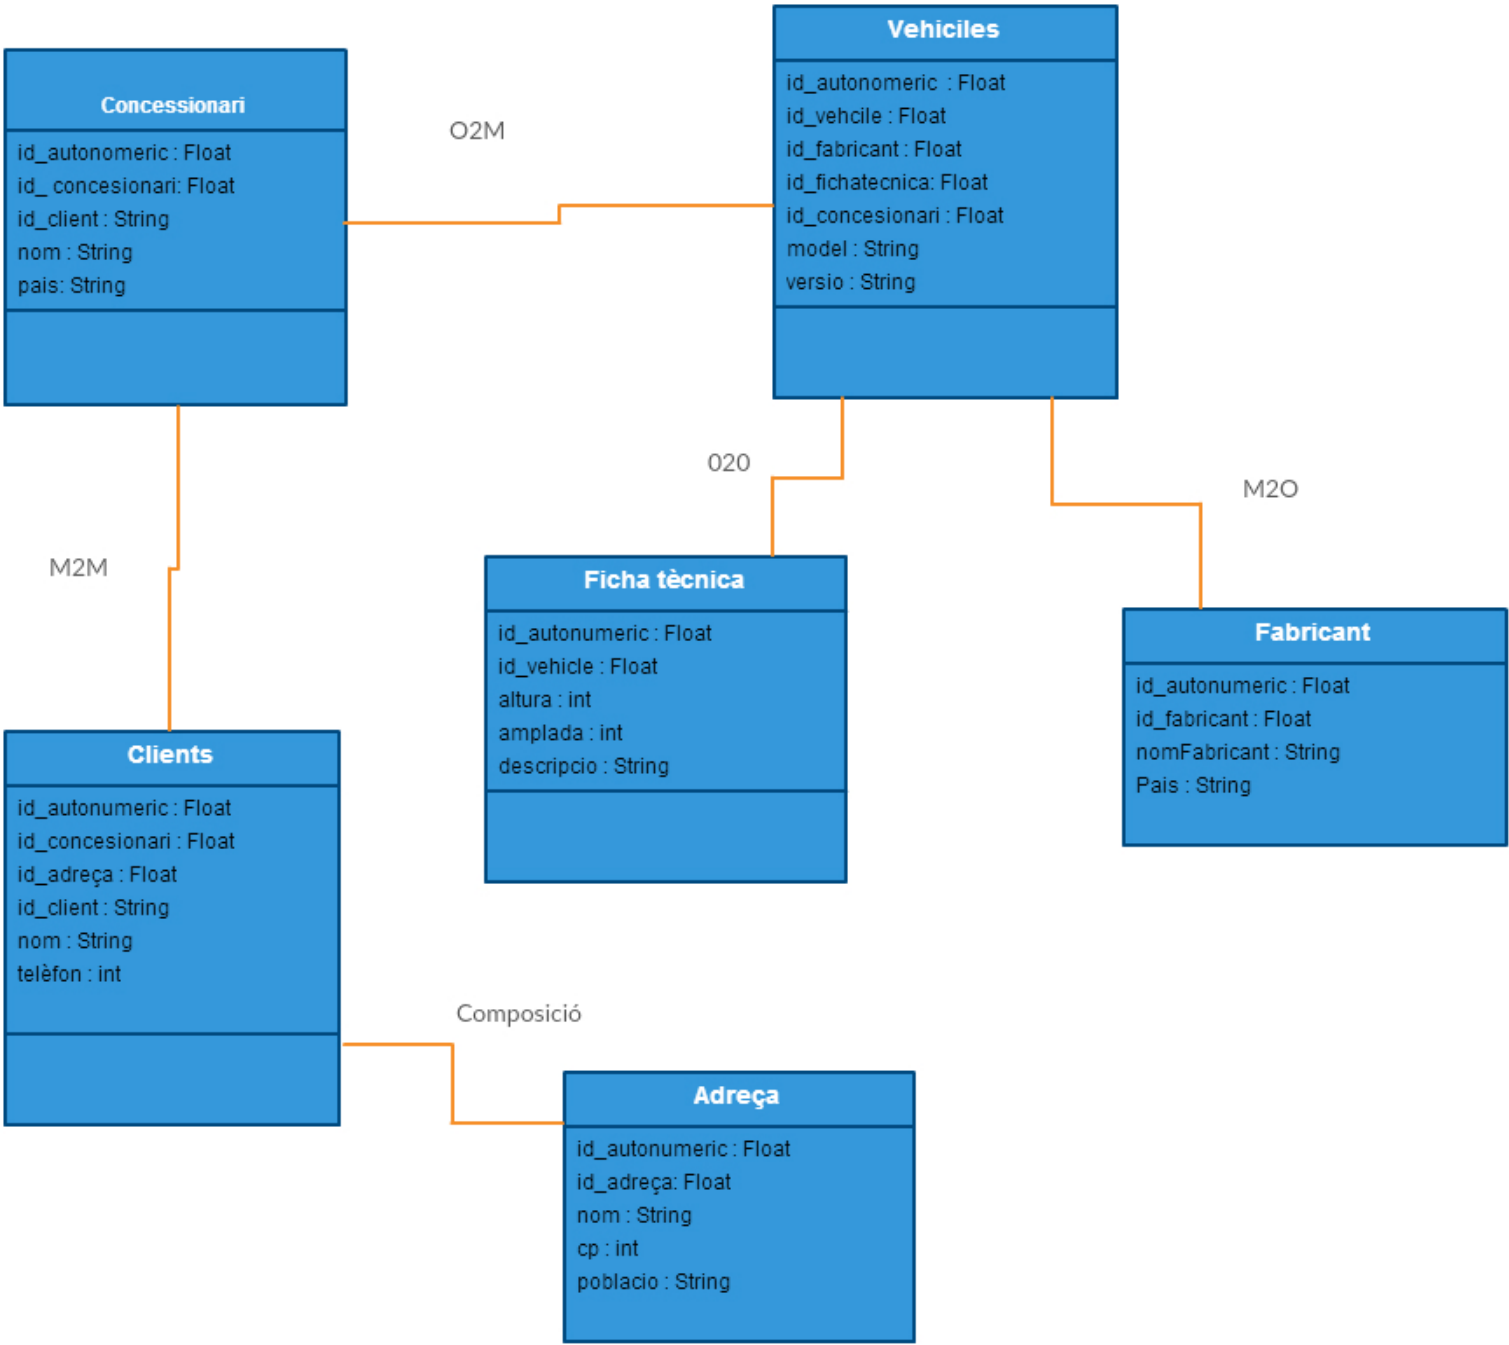 Concessionari
id_autonomeric : Float
id_ concesionari: Float
id_client : String
nom : String
pais: String
O2M
Vehiciles
id_autonomeric : Float
id_vehcile : Float
id_fabricant : Float
id_fichatecnica: Float
id_concesionari : Float
model : String
versio : String
M2M
020
M2O
Ficha tècnica
id_autonumeric : Float
id_vehicle : Float
altura : int
amplada : int
descripcio : String
Fabricant
id_autonumeric : Float
id_fabricant : Float
nomFabricant : String
Pais : String
Clients
id_autonumeric : Float
id_concesionari : Float
id_adreça : Float
id_client : String
nom : String
telèfon : int
Composició
Adreça
id_autonumeric : Float
id_adreça: Float
nom : String
cp : int
poblacio : String